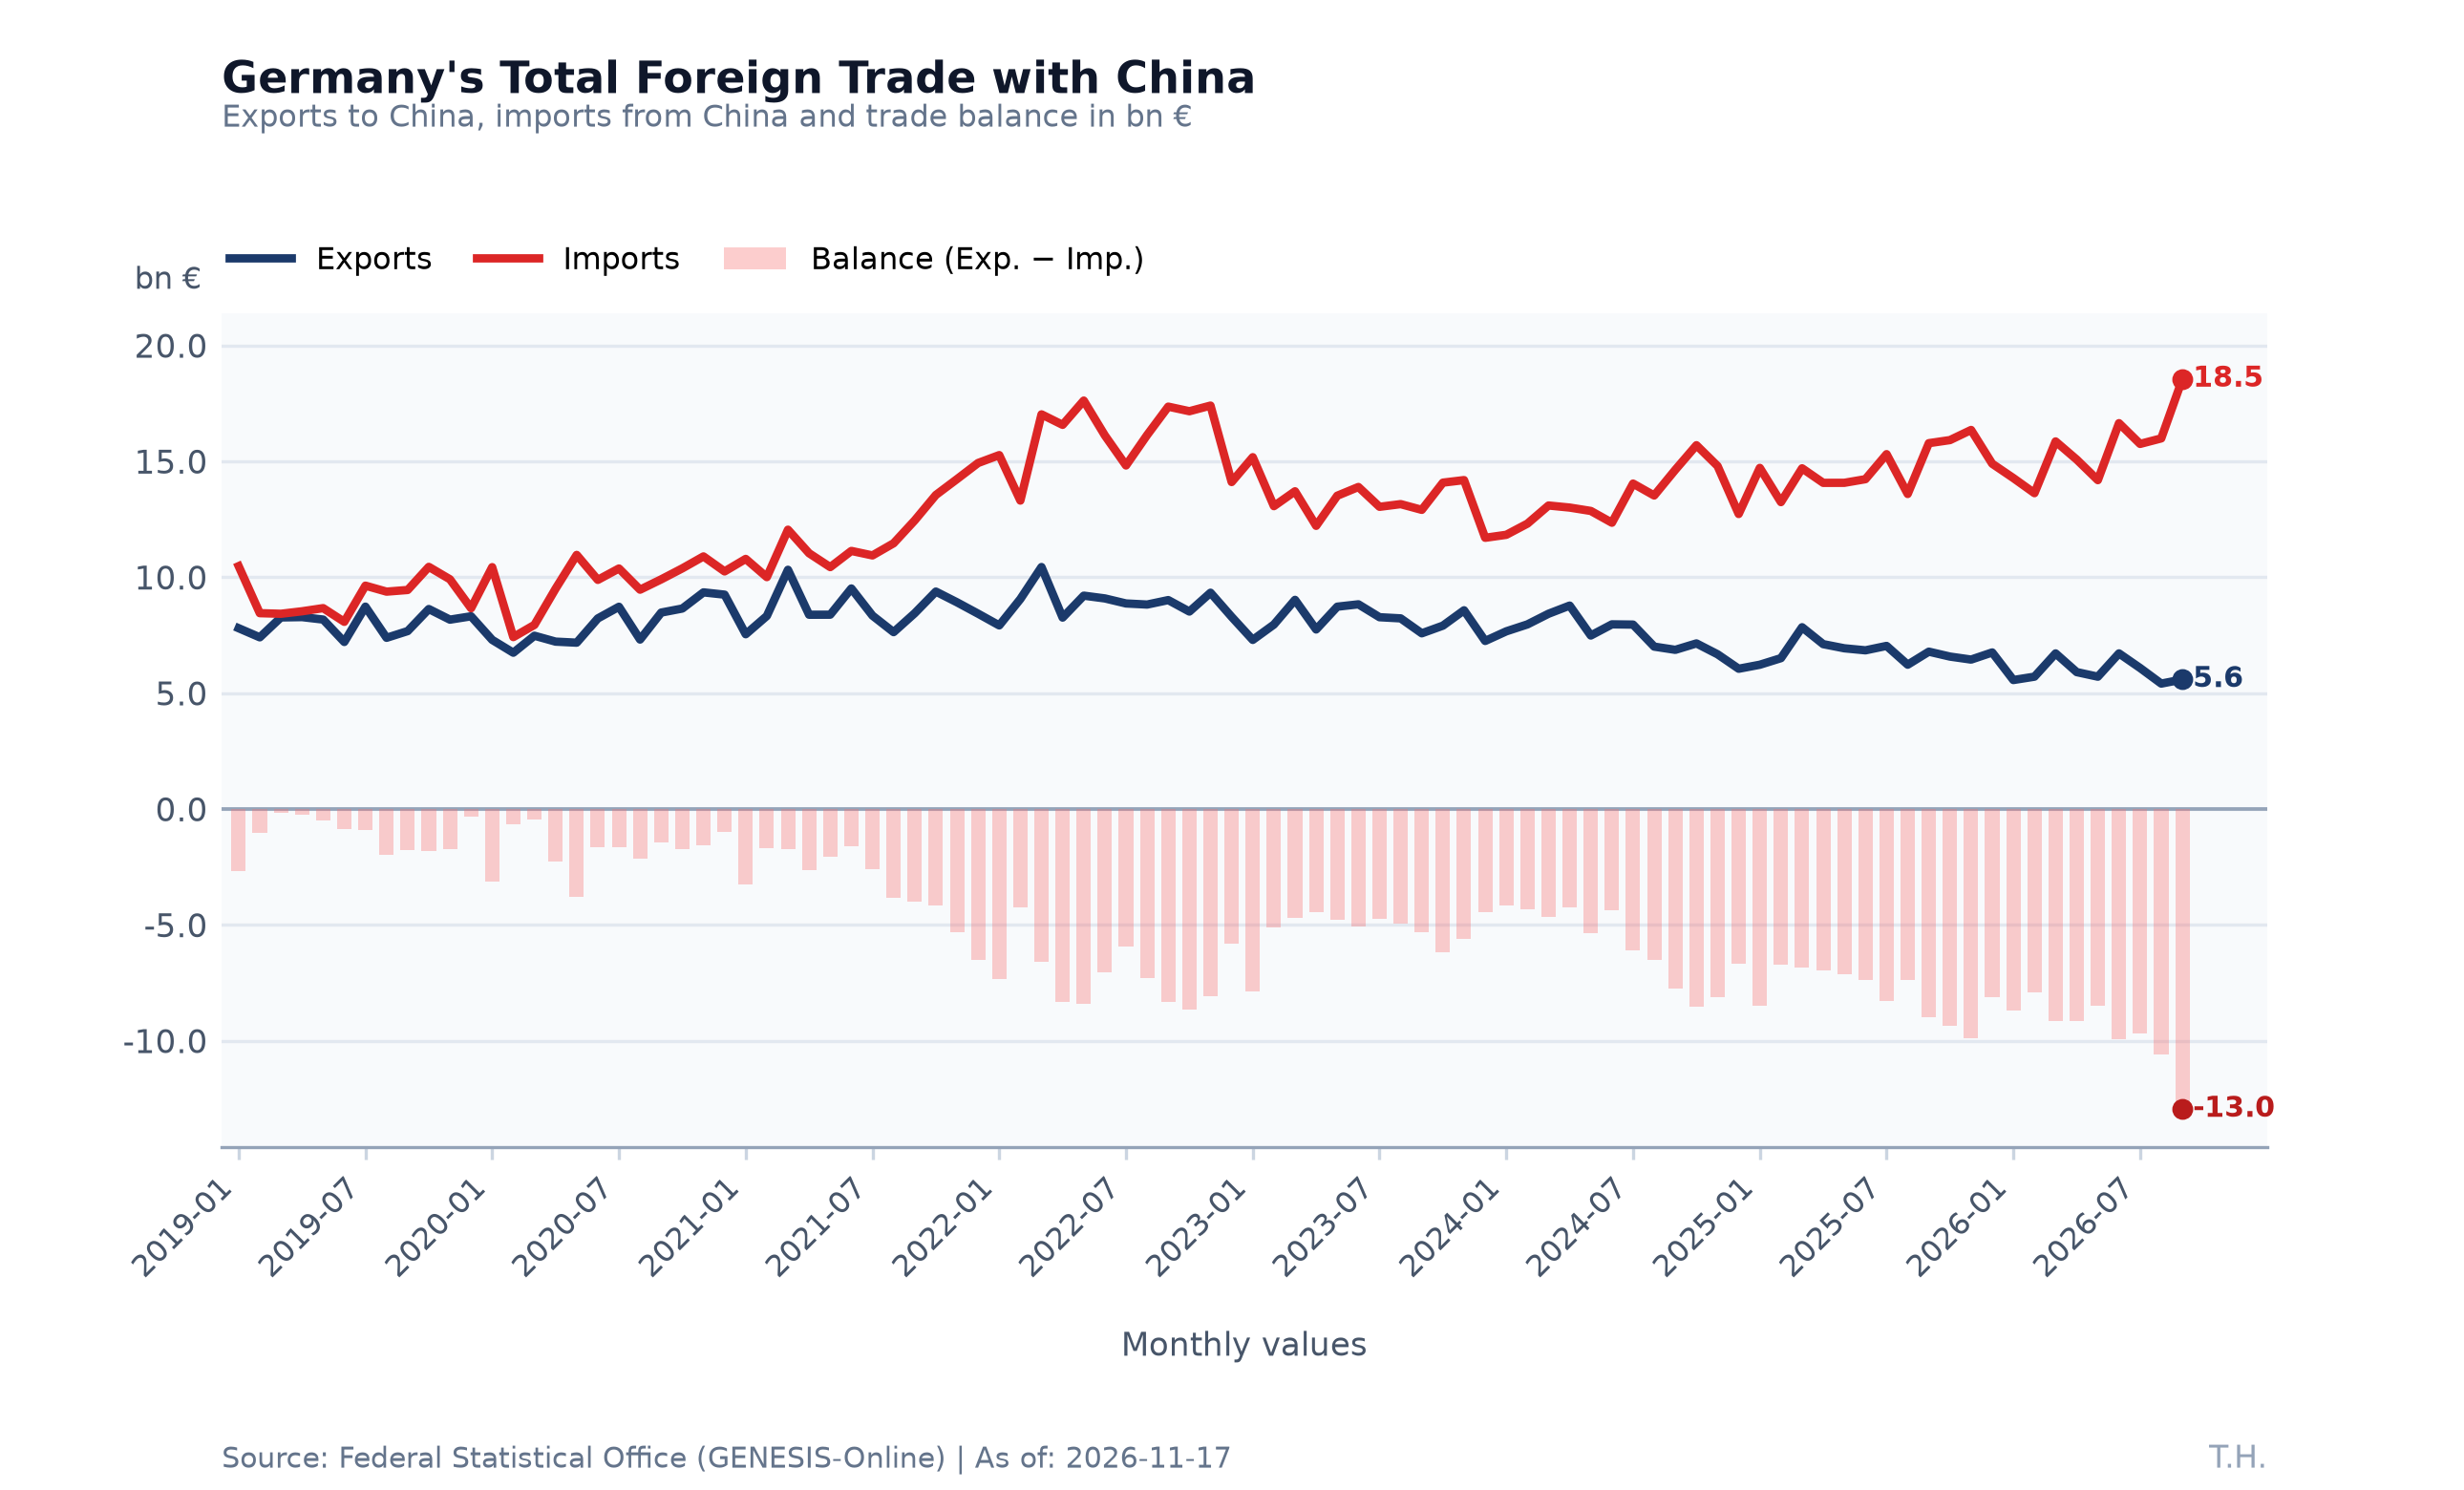 Germany's Total Foreign Trade with China
Exports to China, imports from China and trade balance in bn €
Exports Imports Balance (Exp. − Imp.)
bn €
20.0
15.0
10.0
5.0
0.0
-5.0
-10.0
18.5
5.6
-13.0
2019-01 2019-07 2020-01 2020-07 2021-01 2021-07 2022-01 2022-07 2023-01 2023-07 2024-01 2024-07 2025-01 2025-07 2026-01 2026-07
Monthly values
Source: Federal Statistical Office (GENESIS-Online) | As of: 2026-11-17
T.H.